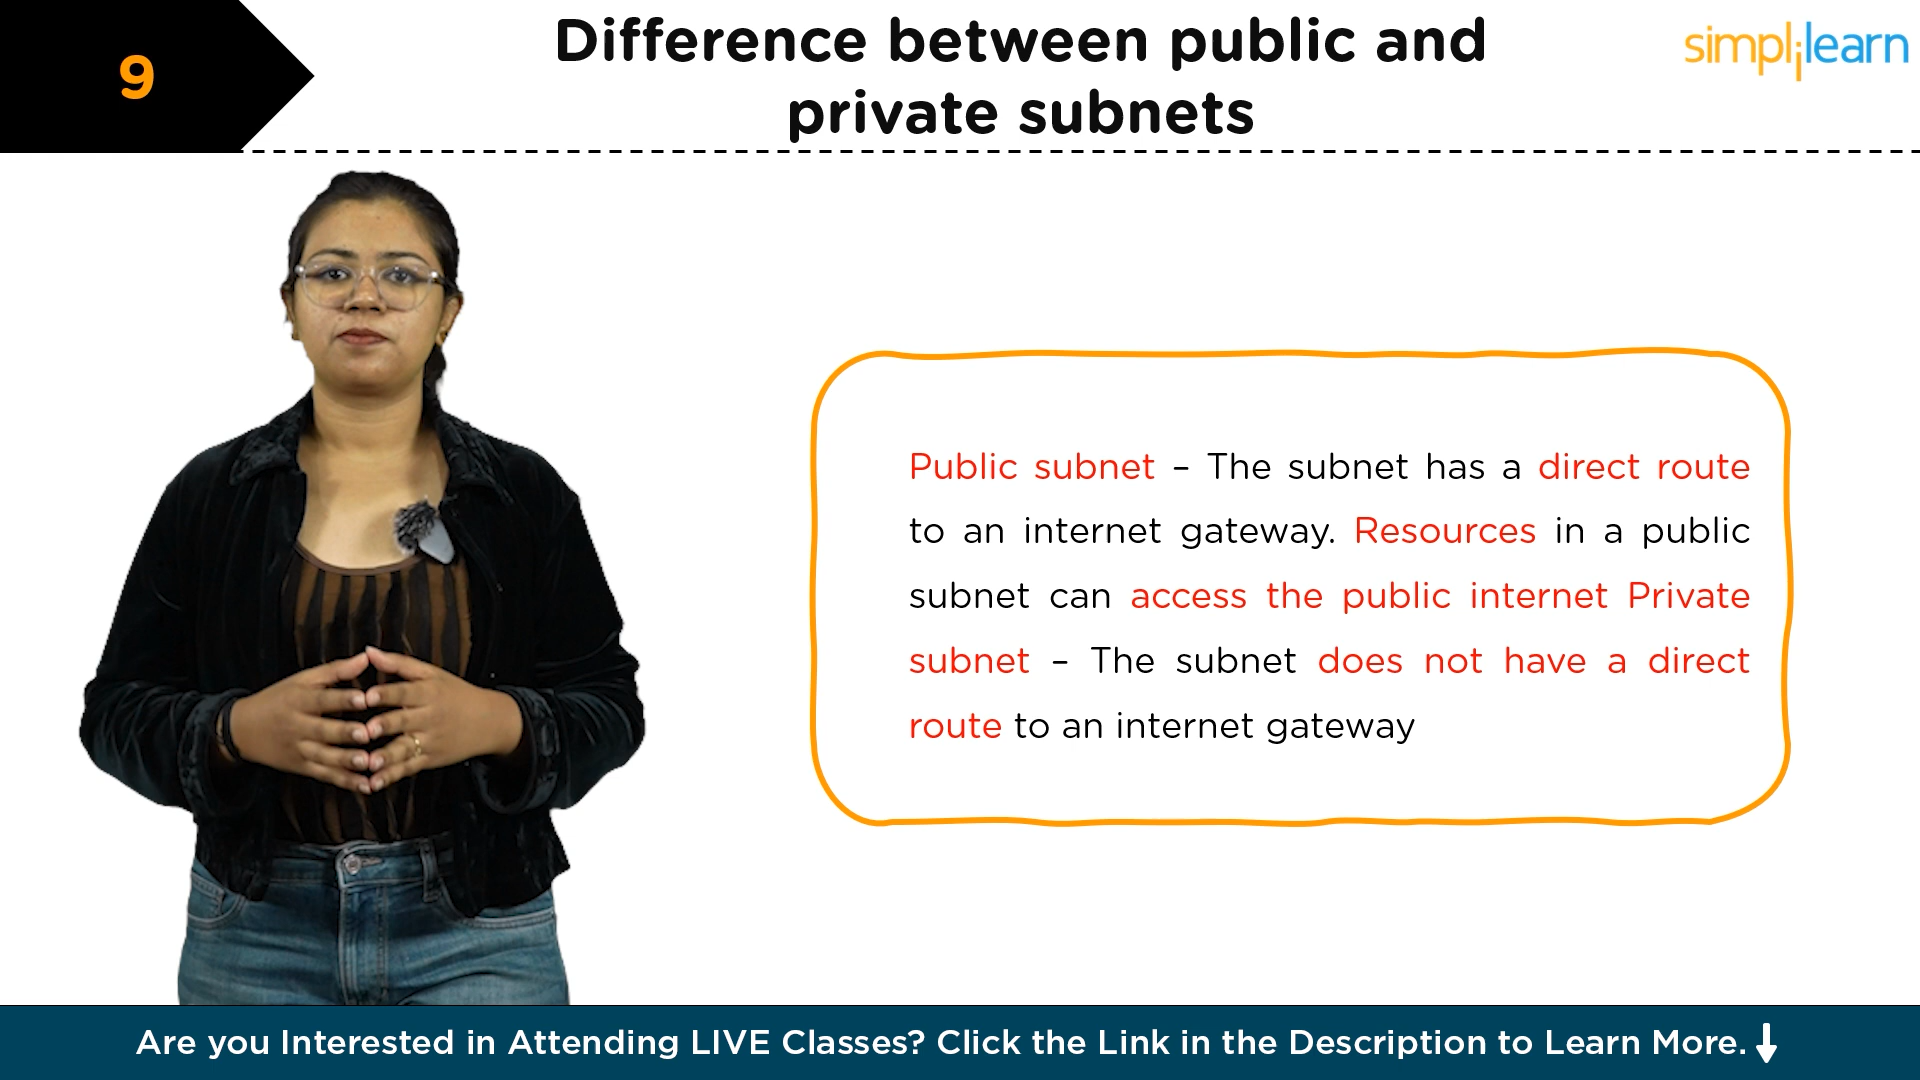 9
Difference between public and
private subnets
simplilearn
Public subnet – The subnet has a direct route
to an internet gateway. Resources in a public
subnet can access the public internet Private
subnet – The subnet does not have a direct
route to an internet gateway
Are you Interested in Attending LIVE Classes? Click the Link in the Description to Learn More.